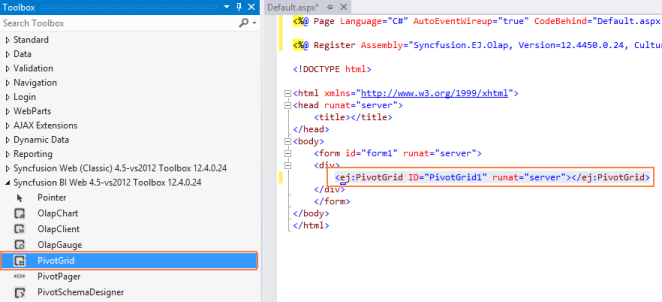 Toolbox
Search Toolbox
Standard
Data
Validation
Navigation
Login
WebParts
AJAX Extensions
Dynamic Data
Reporting
Syncfusion Web (Classic) 4.5-vs2012 Toolbox 12.4.0.24
Syncfusion BI Web 4.5-vs2012 Toolbox 12.4.0.24
Pointer
OlapChart
OlapClient
OlapGauge
PivotGrid
PivotPager
PivotSchemaDesigner
Default.aspx*
<%@ Page Language="C#" AutoEventWireup="true" CodeBehind="Default.aspx
<%@ Register Assembly="Syncfusion.EJ.Olap, Version=12.4450.0.24, Cultu
<!DOCTYPE html>
<html xmlns="http://www.w3.org/1999/xhtml">
<head runat="server">
<title></title>
</head>
<body>
<form id="form1" runat="server">
<div>
<ej:PivotGrid ID="PivotGrid1" runat="server"></ej:PivotGrid>
</div>
</form>
</body>
</html>